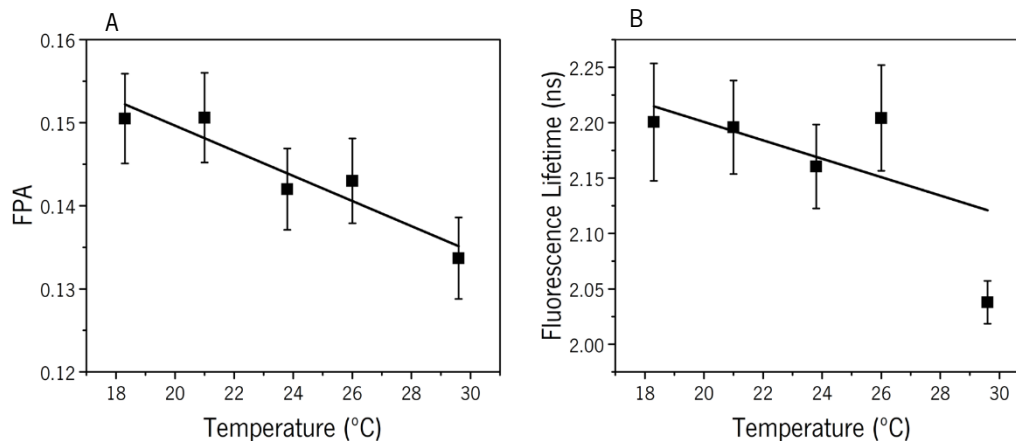 A
0.16
0.15
0.14
0.13
0.12
FPA
18 20 22 24 26 28 30
Temperature (°C)
B
2.25
2.20
2.15
2.10
2.05
2.00
Fluorescence Lifetime (ns)
18 20 22 24 26 28 30
Temperature (°C)